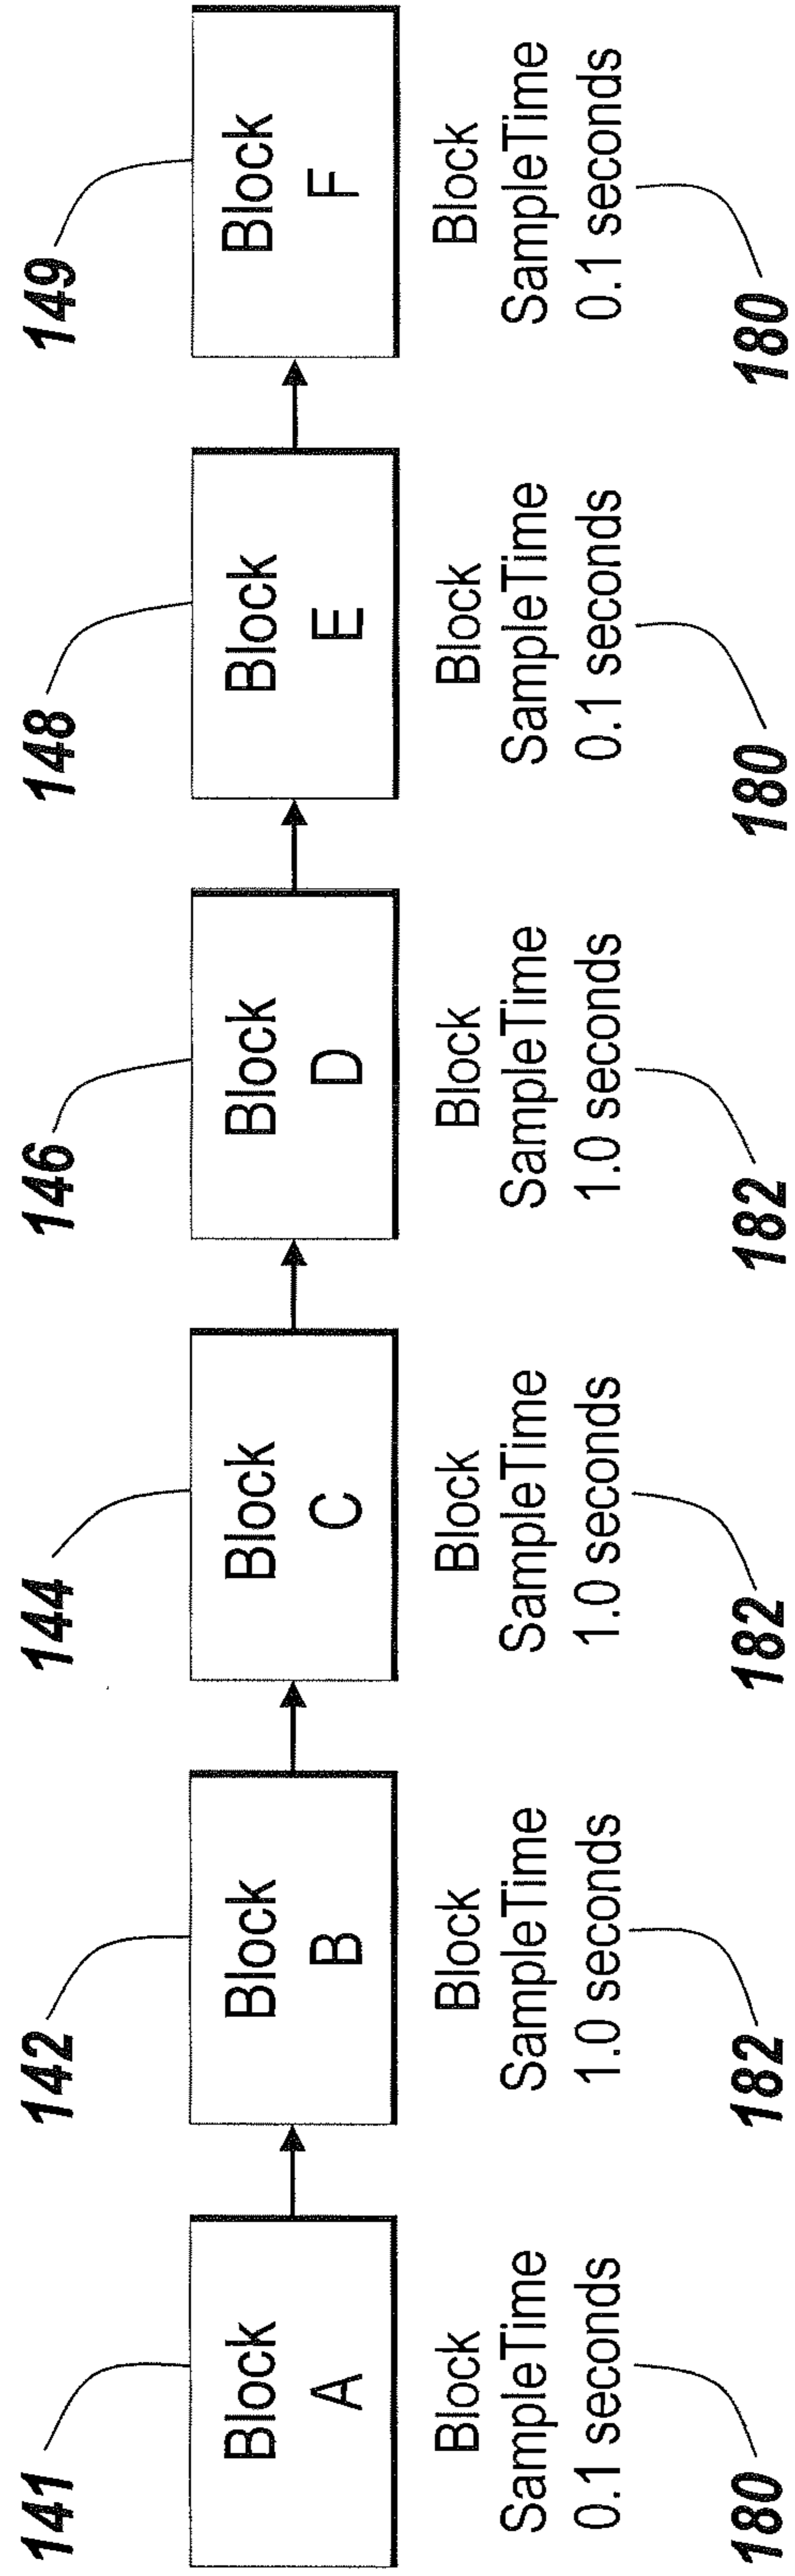 141
142
144
146
148
149
Block
A
Block
B
Block
C
Block
D
Block
E
Block
F
Block
SampleTime
0.1 seconds
Block
SampleTime
1.0 seconds
Block
SampleTime
1.0 seconds
Block
SampleTime
1.0 seconds
Block
SampleTime
0.1 seconds
Block
SampleTime
0.1 seconds
180
182
182
182
180
180